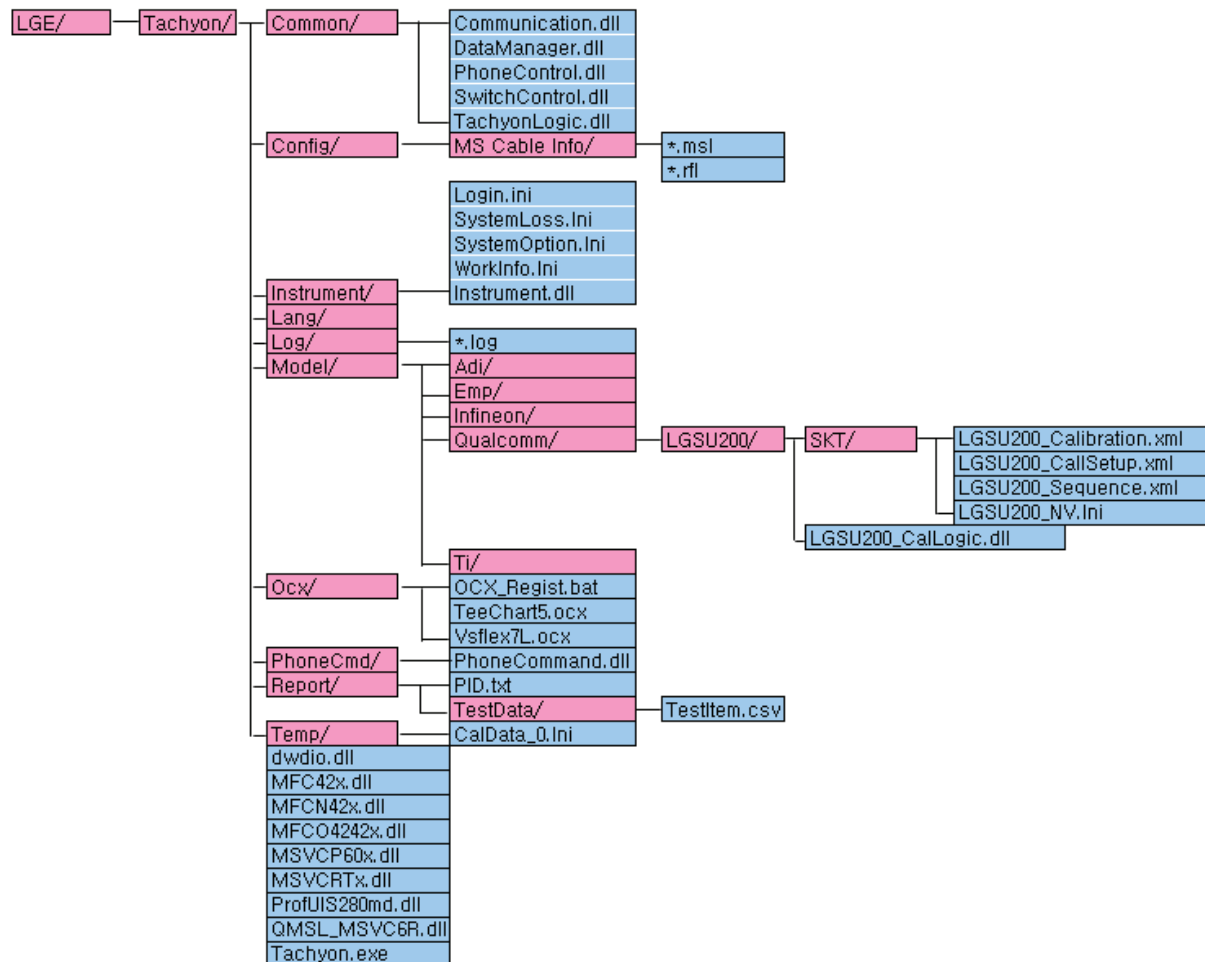 LGE/ Tachyon/ Common/ Communication.dll
DataManager.dll
PhoneControl.dll
SwitchControl.dll
TachyonLogic.dll
Config/ MS Cable Info/ *.msl
*.rfl
Login.ini
SystemLoss.Ini
SystemOption.Ini
WorkInfo.Ini
Instrument/ Instrument.dll
Lang/
Log/ *.log
Model/ Adi/
Emp/
Infineon/
Qualcomm/ LGSU200/ SKT/ LGSU200_Calibration.xml
LGSU200_CallSetup.xml
LGSU200_Sequence.xml
LGSU200_NV.Ini
LGSU200_CalLogic.dll
Ti/
Ocx/ OCX_Regist.bat
TeeChart5.ocx
Vsflex7L.ocx
PhoneCmd/ PhoneCommand.dll
Report/ PID.txt
TestData/ TestItem.csv
Temp/ CalData_0.Ini
dwdio.dll
MFC42x.dll
MFCN42x.dll
MFCO4242x.dll
MSVCP60x.dll
MSVCRTx.dll
ProfUIS280md.dll
QMSL_MSVC6R.dll
Tachyon.exe